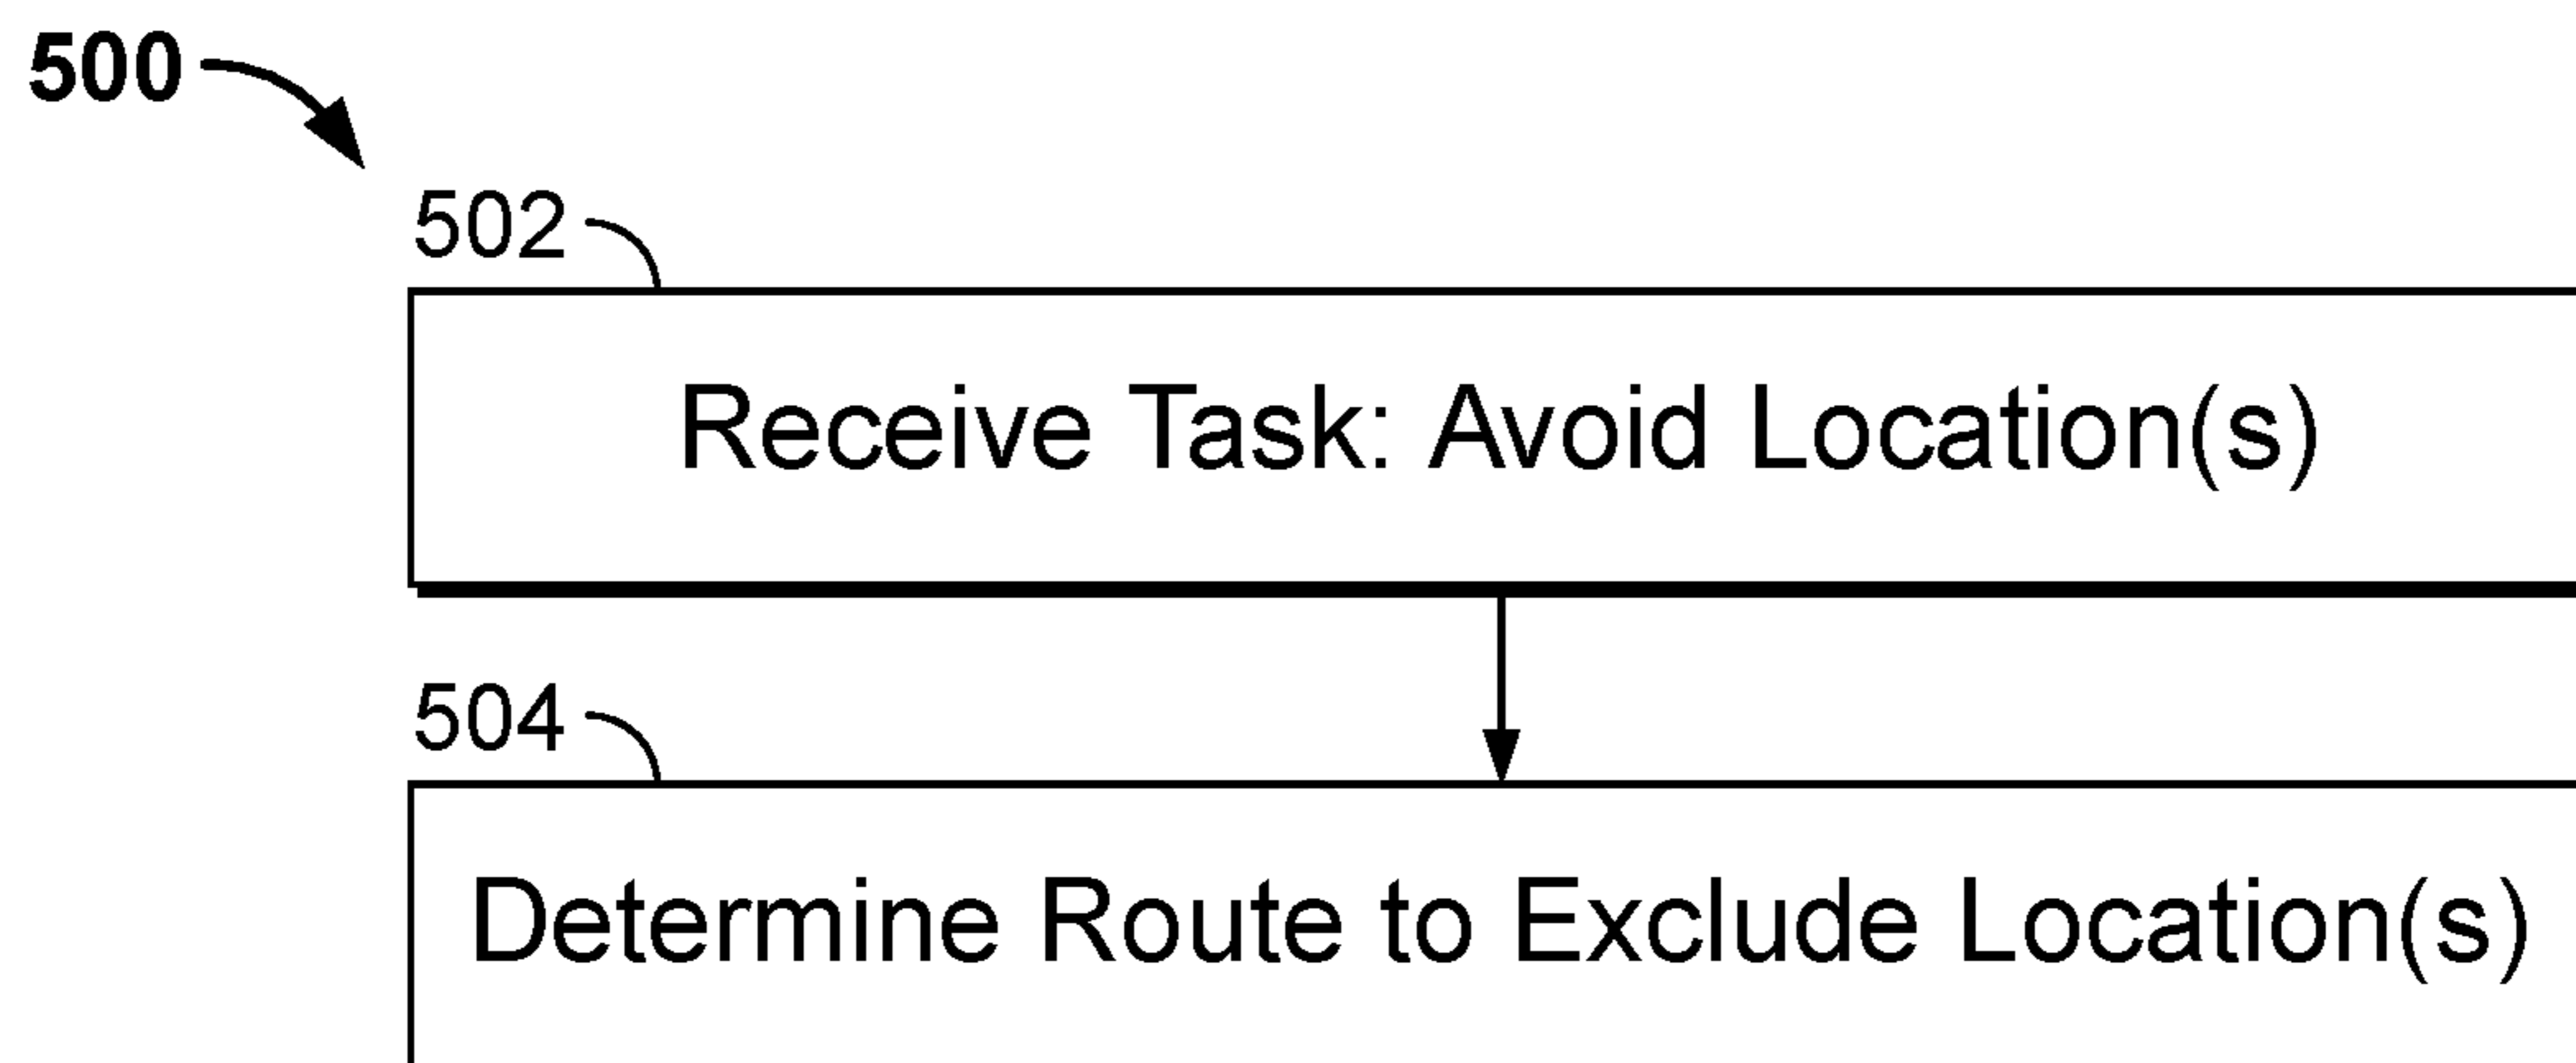 500
502
Receive Task: Avoid Location(s)
504
Determine Route to Exclude Location(s)